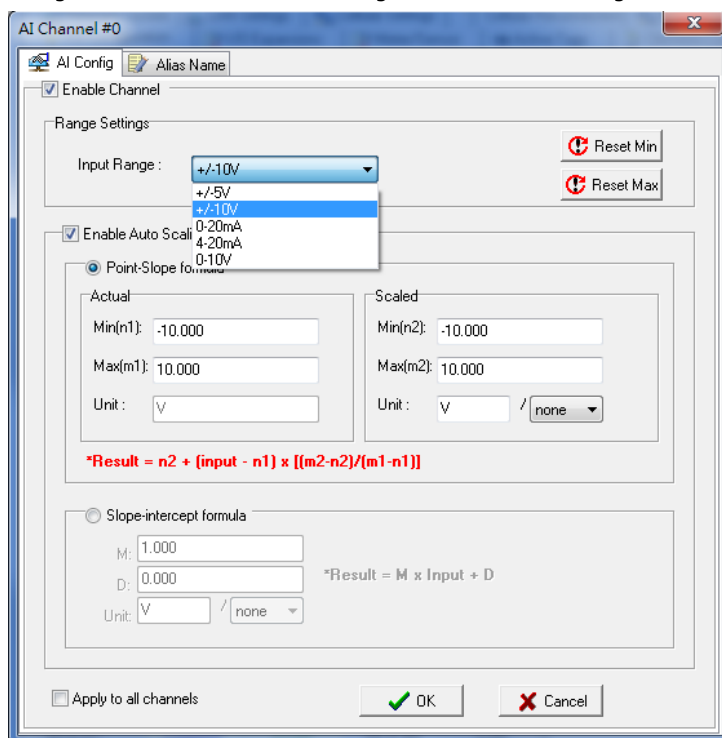 AI Channel #0
AI Config Alias Name
Enable Channel
Range Settings
Input Range : +/-10V
Reset Min
Reset Max
+/-5V
+/-10V
0-20mA
4-20mA
0-10V
Enable Auto Scali
Point-Slope formula
Actual
Min(n1): -10.000
Max(m1): 10.000
Unit : V
Scaled
Min(n2): -10.000
Max(m2): 10.000
Unit : V / none
*Result = n2 + (input - n1) x [(m2-n2)/(m1-n1)]
Slope-intercept formula
M: 1.000
D: 0.000
Unit: V / none
*Result = M x Input + D
Apply to all channels
OK
Cancel